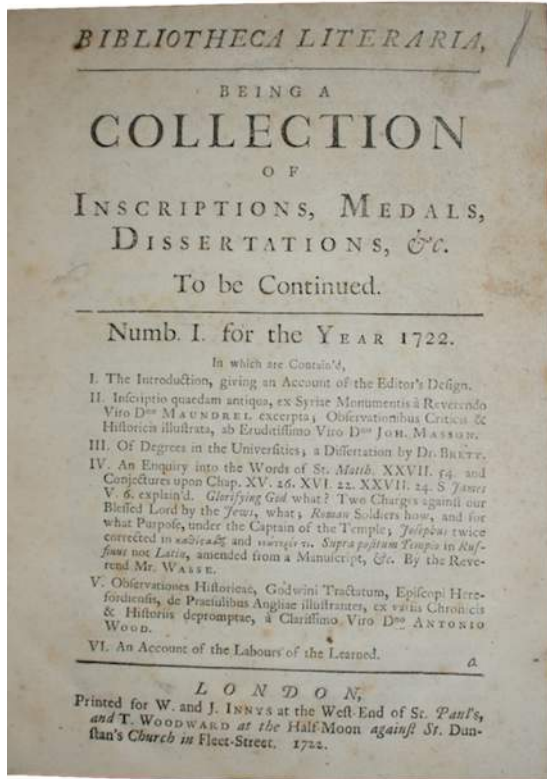 BIBLIOTHECA LITERARIA,
BEING A
COLLECTION
OF
INSCRIPTIONS, MEDALS,
DISSERTATIONS, &c.
To be Continued.
Numb. I. for the YEAR 1722.
In which are Contain'd,
I. The Introduction, giving an Account of the Editor's Design.
II. Inscriptio quaedam antiqua, ex Syriae Monumentis à Reverendo
Viro Dno MAUNDREL excerpta; Observationibus Criticis &
Historicis illustrata, ab Eruditissimo Viro Dno JOH. MASSON.
III. Of Degrees in the Universities; a Dissertation by Dr. BRETT.
IV. An Enquiry into the Words of St. Matth. XXVII. 54. and
Conjectures upon Chap. XV. 26. XVI. 22. XXVII. 24. S. James
V. 6. explain'd. Glorifying God what? Two Charges against our
Blessed Lord by the Jews, what; Roman Soldiers how, and for
what Purpose, under the Captain of the Temple; Josephus twice
corrected in and Supra positum Tempus in Ruf-
finus not Latin, amended from a Manuscript, &c. By the Reve-
rend Mr. WASSE.
V. Observationes Historicae, Godwini Tractatum, Episcopi Here-
fordiensis, de Praesulibus Angliae illustrantes, ex variis Chronicis
& Historiis depromptae, à Clarissimo Viro Dno ANTONIO
WOOD.
VI. An Account of the Labours of the Learned.
a
LONDON,
Printed for W. and J. INNYS at the West End of St. Paul's,
and T. WOODWARD at the Half-Moon against St. Dun-
stan's Church in Fleet-Street. 1722.